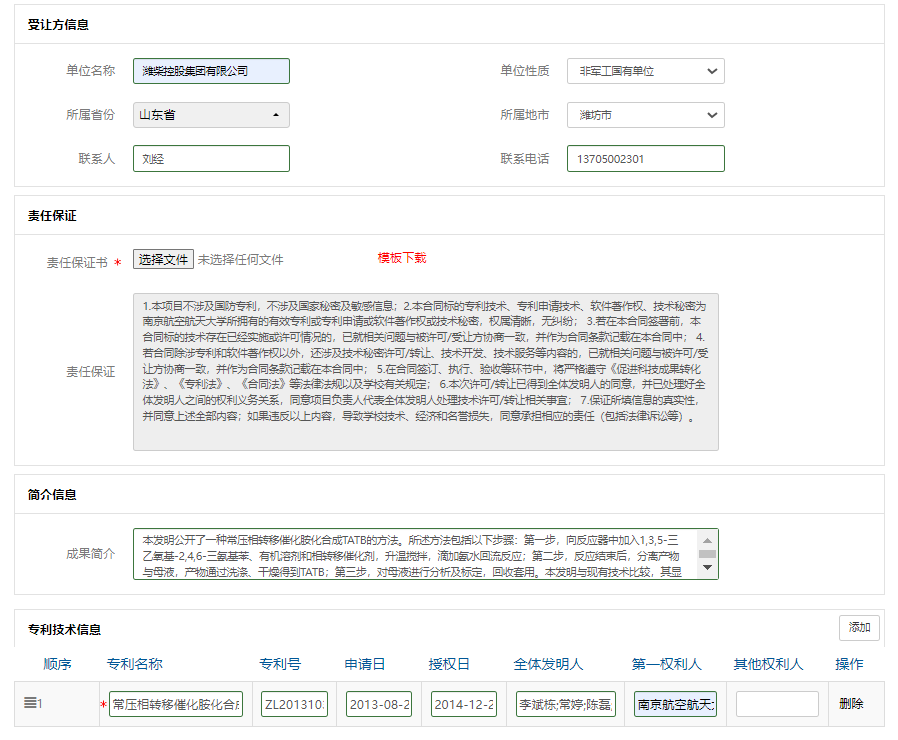 受让方信息
单位名称 潍柴控股集团有限公司 单位性质 非军工国有单位
所属省份 山东省 所属地市 潍坊市
联系人 刘经 联系电话 13705002301
责任保证
责任保证书 * 选择文件 未选择任何文件 模板下载
1.本项目不涉及国防专利，不涉及国家秘密及敏感信息；2.本合同标的专利技术、专利申请技术、软件著作权、技术秘密为
南京航空航天大学所拥有的有效专利或专利申请或软件著作权或技术秘密，权属清晰，无纠纷； 3.若在本合同签署前，本
合同标的技术存在已经实施或许可情况的，已就相关问题与被许可/受让方协商一致，并作为合同条款记载在本合同中； 4.
若合同除涉专利和软件著作权以外，还涉及技术秘密许可/转让、技术开发、技术服务等内容的，已就相关问题与被许可/受
让方协商一致，并作为合同条款记载在本合同中； 5.在合同签订、执行、验收等环节中，将严格遵守《促进科技成果转化
责任保证 法》、《专利法》、《合同法》等法律法规以及学校有关规定； 6.本次许可/转让已得到全体发明人的同意，并已处理好全
体发明人之间的权利义务关系，同意项目负责人代表全体发明人处理技术许可/转让相关事宜； 7.保证所填信息的真实性，
并同意上述全部内容；如果违反以上内容，导致学校技术、经济和名誉损失，同意承担相应的责任（包括法律诉讼等）。
简介信息
本发明公开了一种常压相转移催化胺化合成TATB的方法。所述方法包括以下步骤：第一步，向反应器中加入1,3,5-三
成果简介 乙氧基-2,4,6-三氨基苯、有机溶剂和相转移催化剂，升温搅拌，滴加氨水回流反应；第二步，反应结束后，分离产物
与母液，产物通过洗涤、干燥得到TATB；第三步，对母液进行分析及标定，回收套用。本发明与现有技术比较，其显
专利技术信息 添加
顺序 专利名称 专利号 申请日 授权日 全体发明人 第一权利人 其他权利人 操作
1 * 常压相转移催化胺化合 ZL201310 2013-08-2 2014-12-2 李斌栋;常婷;陈磊 南京航空航天 删除